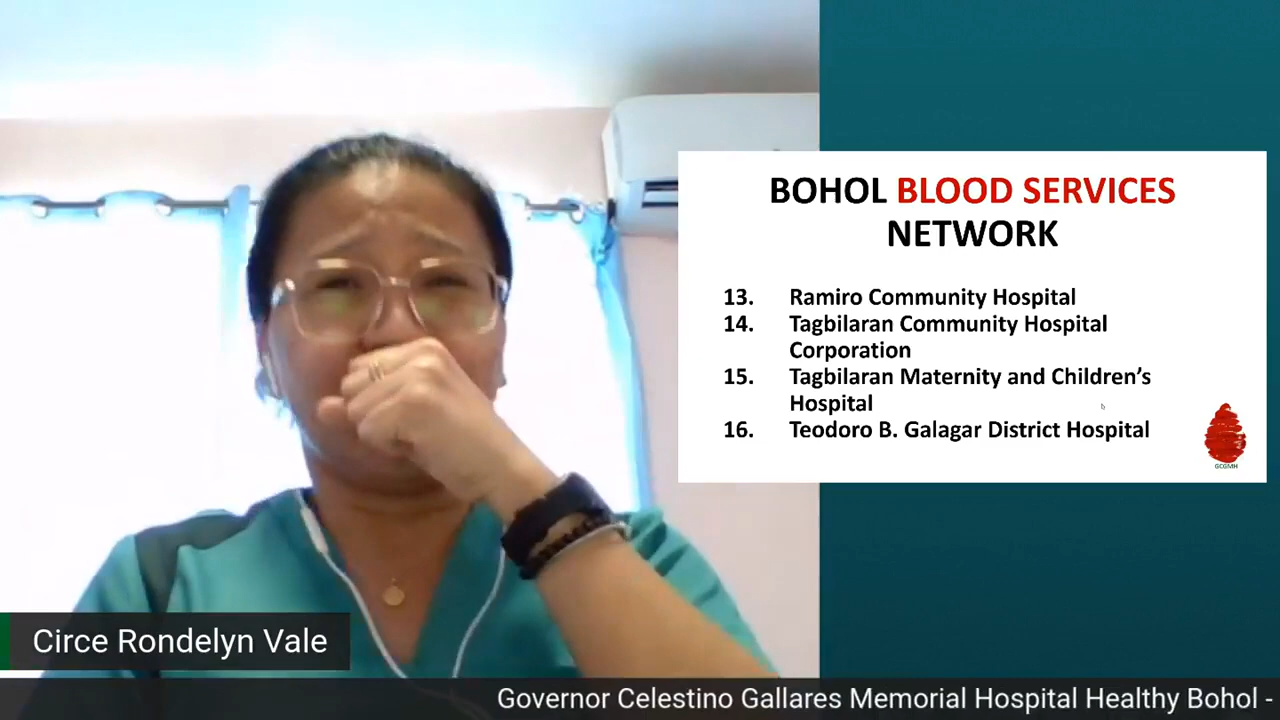 BOHOL BLOOD SERVICES
NETWORK
13. Ramiro Community Hospital
14. Tagbilaran Community Hospital
Corporation
15. Tagbilaran Maternity and Children's
Hospital
16. Teodoro B. Galagar District Hospital
GCGMH
Circe Rondelyn Vale
Governor Celestino Gallares Memorial Hospital Healthy Bohol -